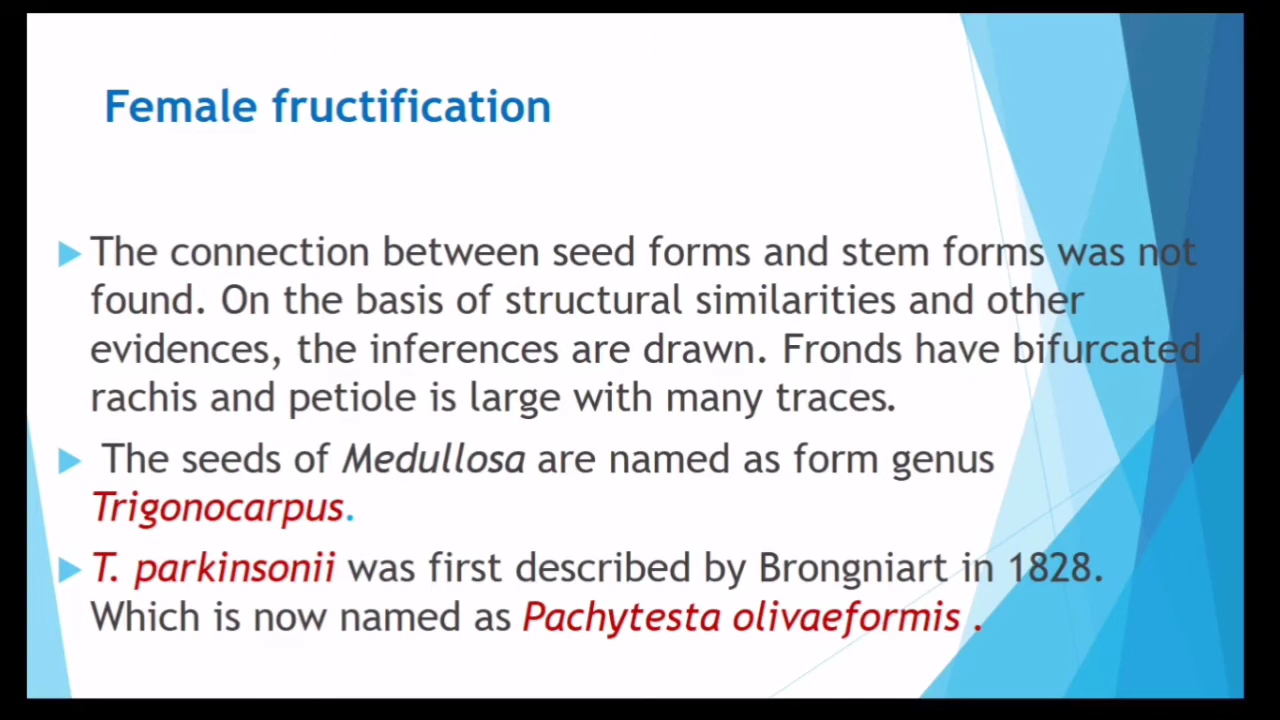 Female fructification
The connection between seed forms and stem forms was not
found. On the basis of structural similarities and other
evidences, the inferences are drawn. Fronds have bifurcated
rachis and petiole is large with many traces.
The seeds of Medullosa are named as form genus
Trigonocarpus.
T. parkinsonii was first described by Brongniart in 1828.
Which is now named as Pachytesta olivaeformis .